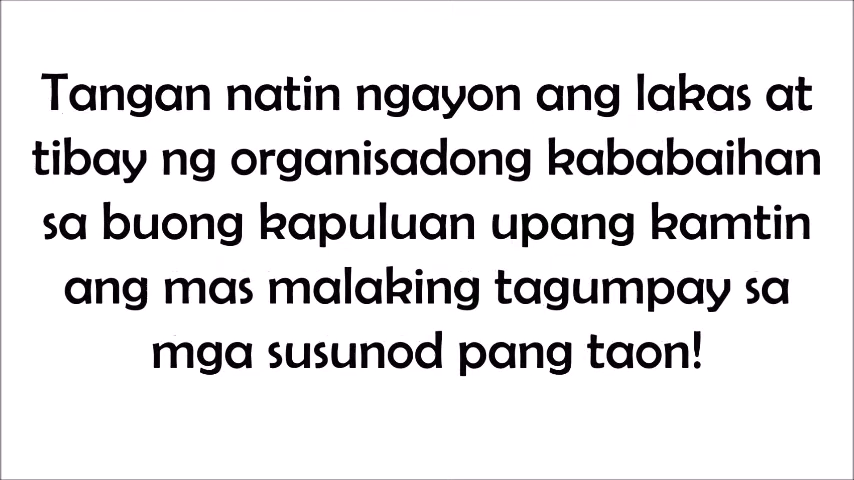 Tangan natin ngayon ang lakas at
tibay ng organisadong kababaihan
sa buong kapuluan upang kamtin
ang mas malaking tagumpay sa
mga susunod pang taon!